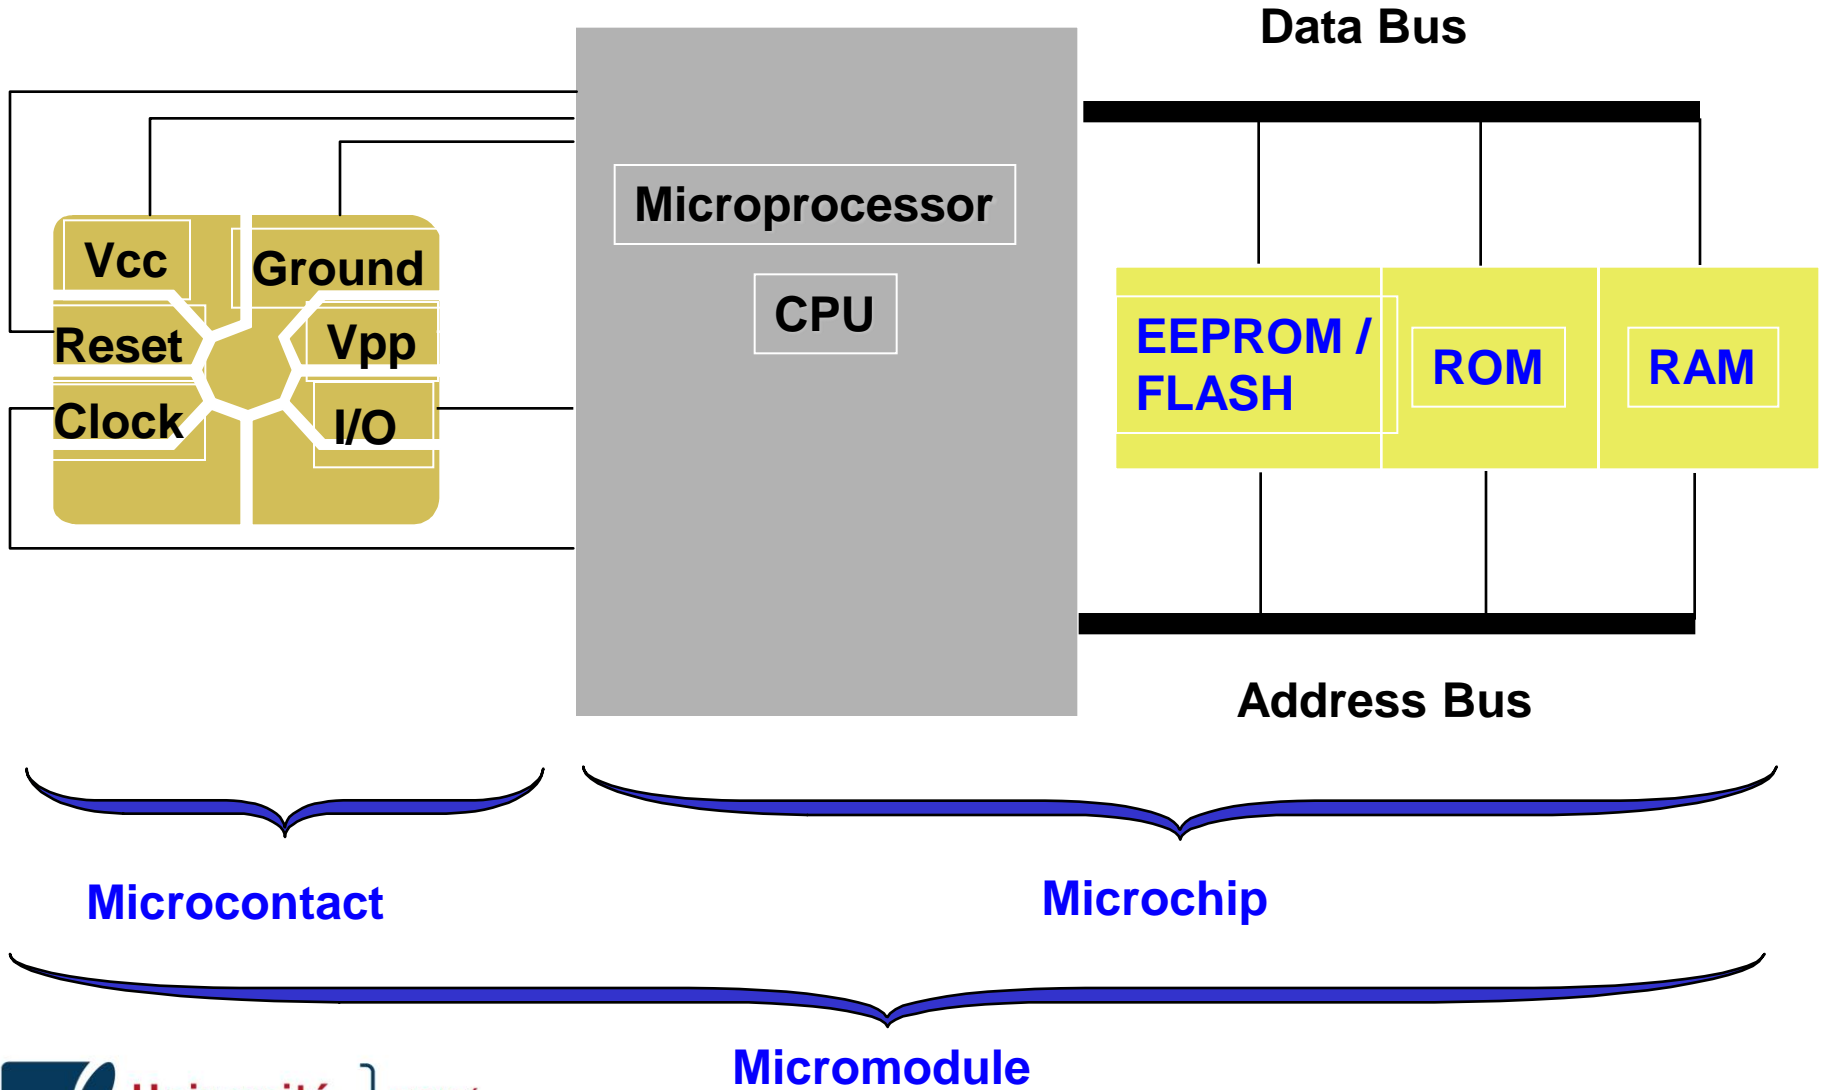 Data Bus
Microprocessor
CPU
Vcc
Ground
Reset
Vpp
Clock
I/O
EEPROM /
FLASH
ROM
RAM
Address Bus
Microcontact
Microchip
Micromodule